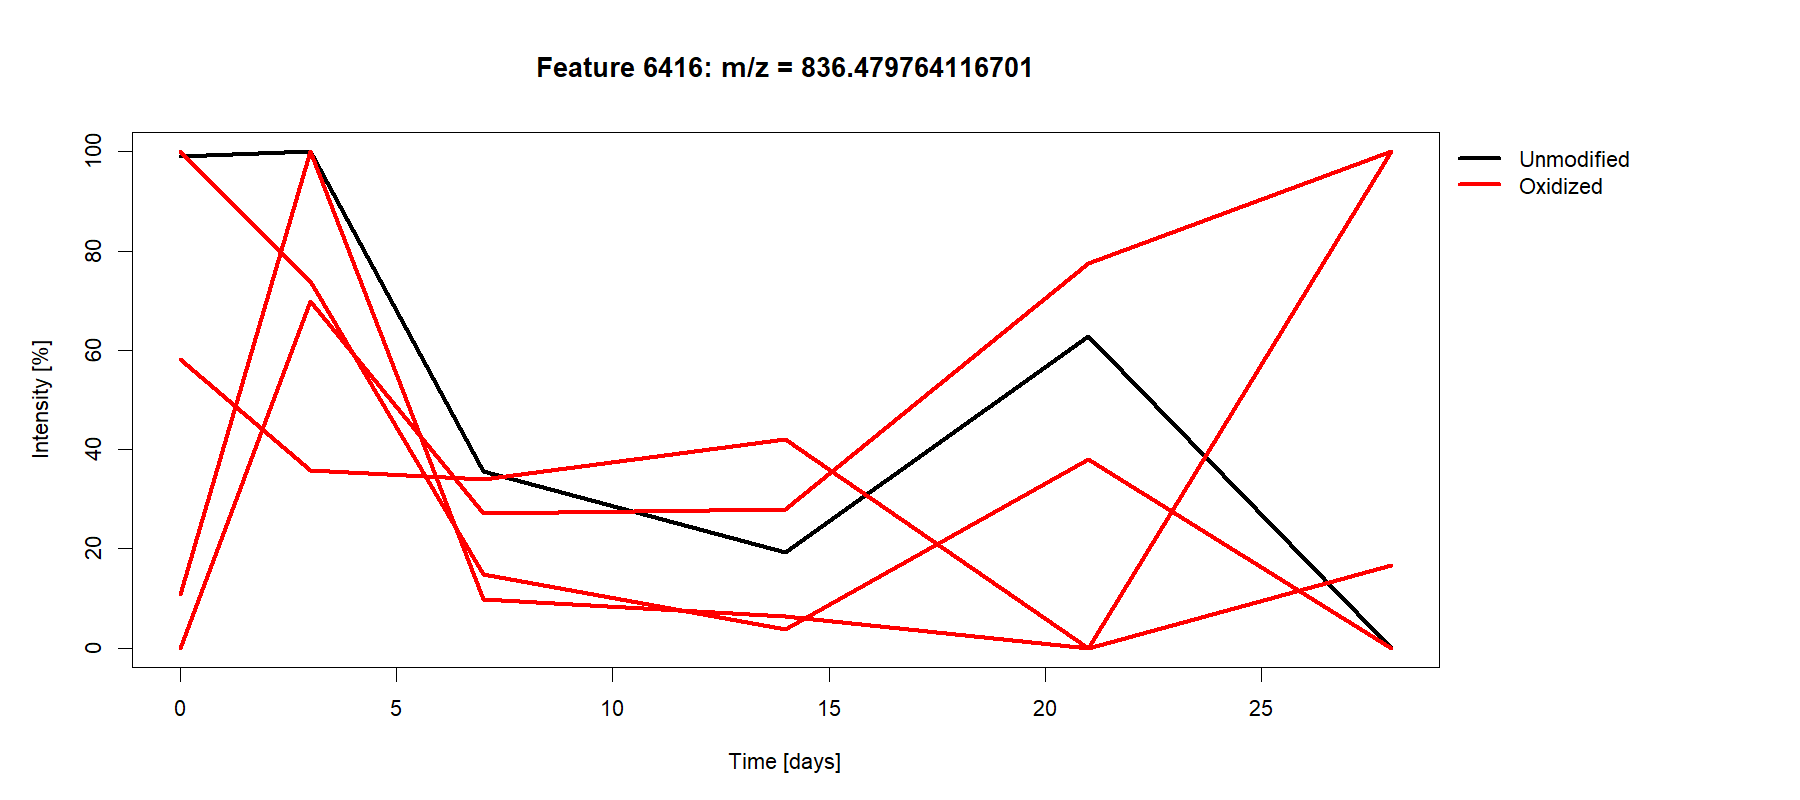 Feature 6416: m/z = 836.479764116701
100
80
60
40
20
0
Intensity [%]
0 5 10 15 20 25
Time [days]
Unmodified
Oxidized